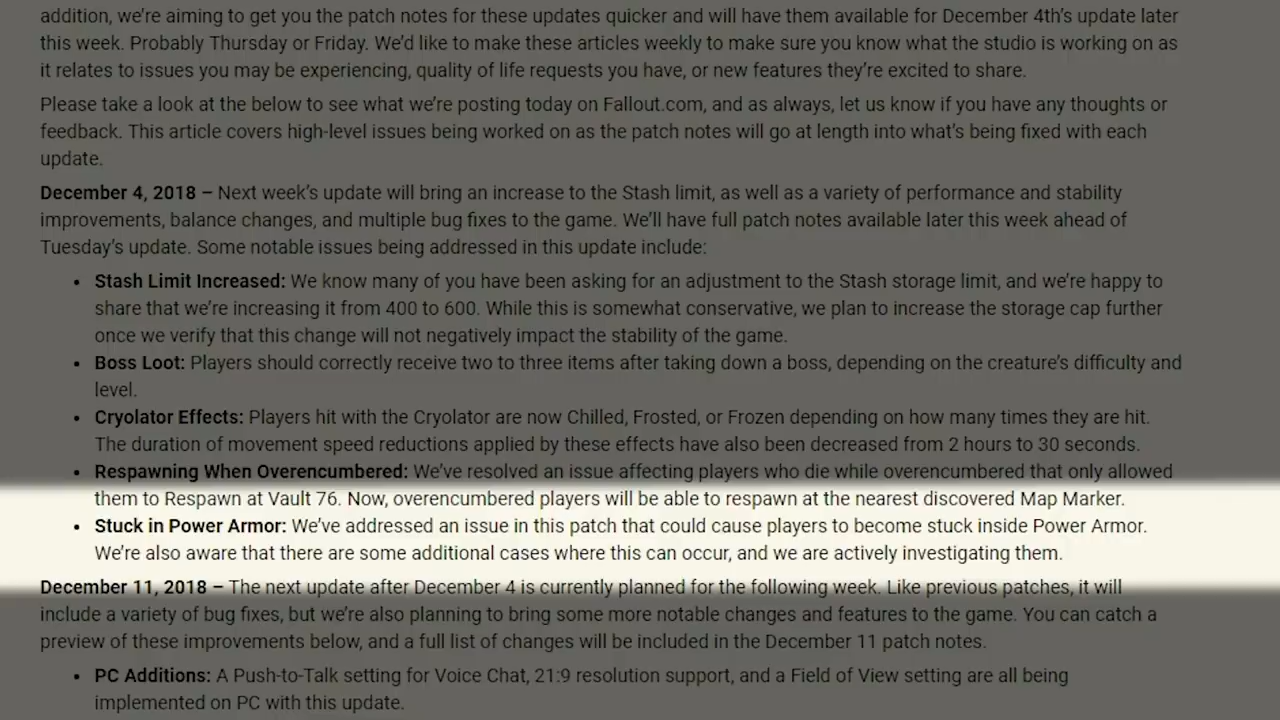 addition, we’re aiming to get you the patch notes for these updates quicker and will have them available for December 4th’s update later
this week. Probably Thursday or Friday. We’d like to make these articles weekly to make sure you know what the studio is working on as
it relates to issues you may be experiencing, quality of life requests you have, or new features they’re excited to share.
Please take a look at the below to see what we’re posting today on Fallout.com, and as always, let us know if you have any thoughts or
feedback. This article covers high-level issues being worked on as the patch notes will go at length into what’s being fixed with each
update.
December 4, 2018 – Next week’s update will bring an increase to the Stash limit, as well as a variety of performance and stability
improvements, balance changes, and multiple bug fixes to the game. We’ll have full patch notes available later this week ahead of
Tuesday’s update. Some notable issues being addressed in this update include:
• Stash Limit Increased: We know many of you have been asking for an adjustment to the Stash storage limit, and we’re happy to
share that we’re increasing it from 400 to 600. While this is somewhat conservative, we plan to increase the storage cap further
once we verify that this change will not negatively impact the stability of the game.
• Boss Loot: Players should correctly receive two to three items after taking down a boss, depending on the creature’s difficulty and
level.
• Cryolator Effects: Players hit with the Cryolator are now Chilled, Frosted, or Frozen depending on how many times they are hit.
The duration of movement speed reductions applied by these effects have also been decreased from 2 hours to 30 seconds.
• Respawning When Overencumbered: We’ve resolved an issue affecting players who die while overencumbered that only allowed
them to Respawn at Vault 76. Now, overencumbered players will be able to respawn at the nearest discovered Map Marker.
• Stuck in Power Armor: We’ve addressed an issue in this patch that could cause players to become stuck inside Power Armor.
We’re also aware that there are some additional cases where this can occur, and we are actively investigating them.
December 11, 2018 – The next update after December 4 is currently planned for the following week. Like previous patches, it will
include a variety of bug fixes, but we’re also planning to bring some more notable changes and features to the game. You can catch a
preview of these improvements below, and a full list of changes will be included in the December 11 patch notes.
• PC Additions: A Push-to-Talk setting for Voice Chat, 21:9 resolution support, and a Field of View setting are all being
implemented on PC with this update.